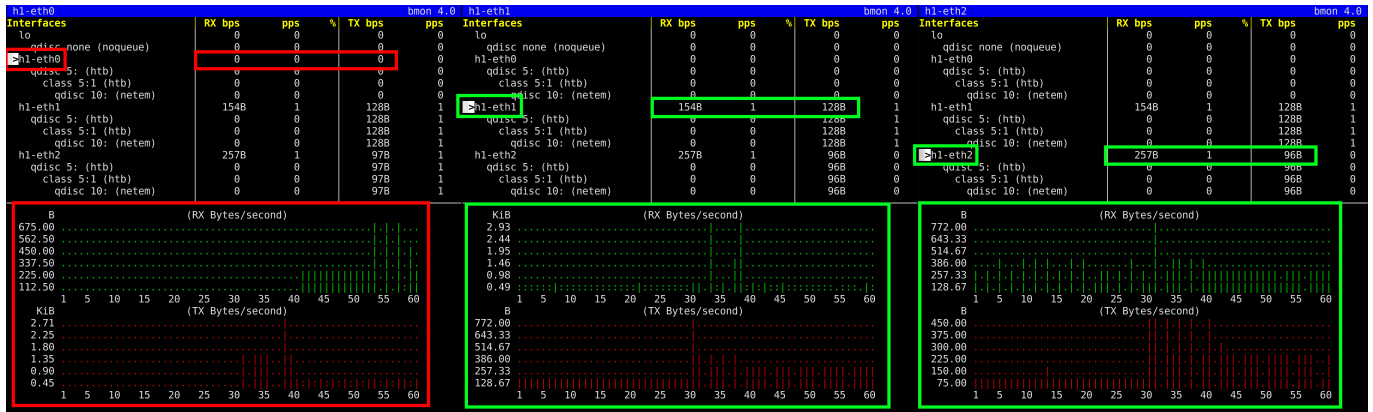 h1-eth0 bmon 4.0
Interfaces RX bps pps % TX bps pps
lo 0 0 0 0
qdisc none (noqueue) 0 0 0 0
>h1-eth0 0 0 0 0
qdisc 5: (htb) 0 0 0 0
class 5:1 (htb) 0 0 0 0
qdisc 10: (netem) 0 0 0 0
h1-eth1 154B 1 128B 1
qdisc 5: (htb) 0 0 128B 1
class 5:1 (htb) 0 0 128B 1
qdisc 10: (netem) 0 0 128B 1
h1-eth2 257B 1 97B 1
qdisc 5: (htb) 0 0 97B 1
class 5:1 (htb) 0 0 97B 1
qdisc 10: (netem) 0 0 97B 1
B (RX Bytes/second)
675.00
562.50
450.00
337.50
225.00
112.50
1 5 10 15 20 25 30 35 40 45 50 55 60
KiB (TX Bytes/second)
2.71
2.25
1.80
1.35
0.90
0.45
1 5 10 15 20 25 30 35 40 45 50 55 60
h1-eth1 bmon 4.0
Interfaces RX bps pps % TX bps pps
lo 0 0 0 0
qdisc none (noqueue) 0 0 0 0
h1-eth0 0 0 0 0
qdisc 5: (htb) 0 0 0 0
class 5:1 (htb) 0 0 0 0
qdisc 10: (netem) 0 0 0 0
>h1-eth1 154B 1 128B 1
qdisc 5: (htb) 0 0 128B 1
class 5:1 (htb) 0 0 128B 1
qdisc 10: (netem) 0 0 128B 1
h1-eth2 257B 1 96B 0
qdisc 5: (htb) 0 0 96B 0
class 5:1 (htb) 0 0 96B 0
qdisc 10: (netem) 0 0 96B 0
KiB (RX Bytes/second)
2.93
2.44
1.95
1.46
0.98
0.49
1 5 10 15 20 25 30 35 40 45 50 55 60
B (TX Bytes/second)
772.00
643.33
514.67
386.00
257.33
128.67
1 5 10 15 20 25 30 35 40 45 50 55 60
h1-eth2 bmon 4.0
Interfaces RX bps pps % TX bps pps
lo 0 0 0 0
qdisc none (noqueue) 0 0 0 0
h1-eth0 0 0 0 0
qdisc 5: (htb) 0 0 0 0
class 5:1 (htb) 0 0 0 0
qdisc 10: (netem) 0 0 0 0
h1-eth1 154B 1 128B 1
qdisc 5: (htb) 0 0 128B 1
class 5:1 (htb) 0 0 128B 1
qdisc 10: (netem) 0 0 128B 1
>h1-eth2 257B 1 96B 0
qdisc 5: (htb) 0 0 96B 0
class 5:1 (htb) 0 0 96B 0
qdisc 10: (netem) 0 0 96B 0
B (RX Bytes/second)
772.00
643.33
514.67
386.00
257.33
128.67
1 5 10 15 20 25 30 35 40 45 50 55 60
B (TX Bytes/second)
450.00
375.00
300.00
225.00
150.00
75.00
1 5 10 15 20 25 30 35 40 45 50 55 60